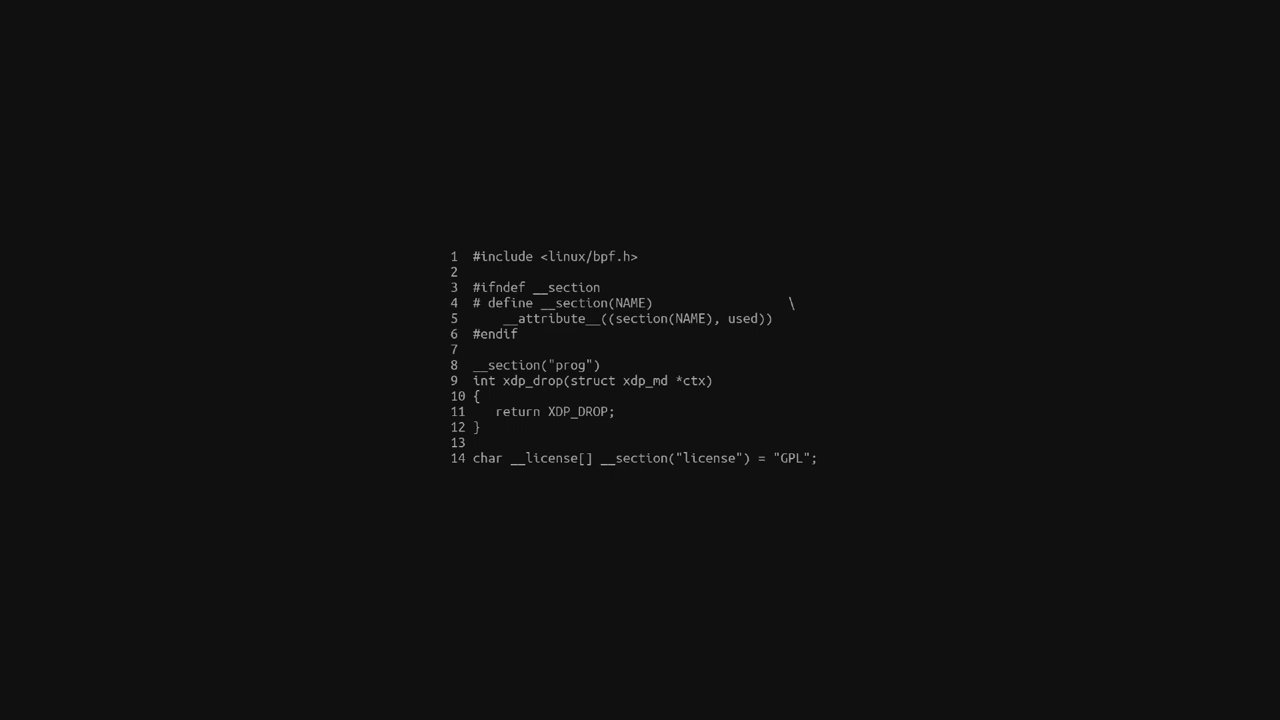 1 #include <linux/bpf.h>
2
3 #ifndef __section
4 # define __section(NAME)                  \
5     __attribute__((section(NAME), used))
6 #endif
7
8 __section("prog")
9 int xdp_drop(struct xdp_md *ctx)
10 {
11    return XDP_DROP;
12 }
13
14 char __license[] __section("license") = "GPL";